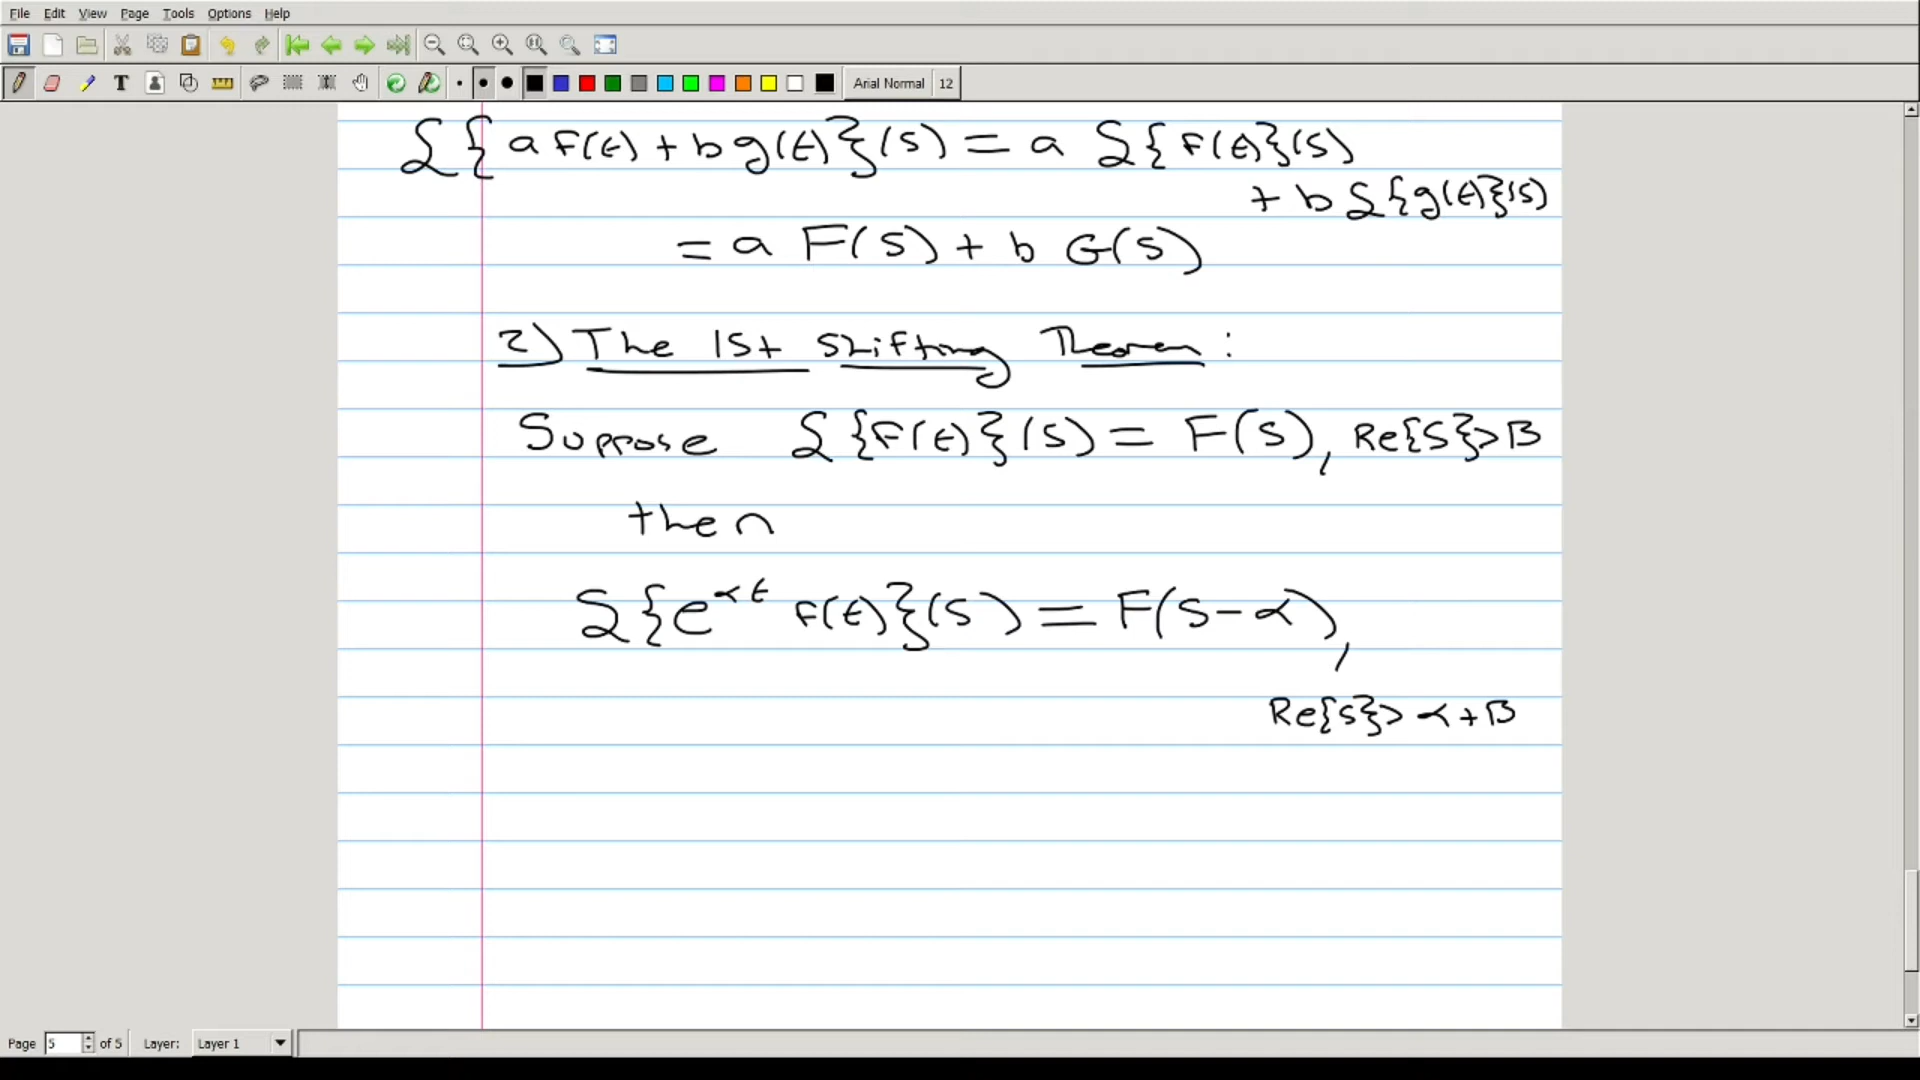 File Edit View Page Tools Options Help
T Arial Normal 12
ℒ{a f(t) + b g(t)}(s) = a ℒ{f(t)}(s)
+ b ℒ{g(t)}(s)
= a F(s) + b G(s)
2) The 1st Shifting Theorem:
Suppose ℒ{f(t)}(s) = F(s), Re{s}>β
then
ℒ{e^{αt} f(t)}(s) = F(s-α),
Re{s}> α+β
Page 5 of 5 Layer: Layer 1